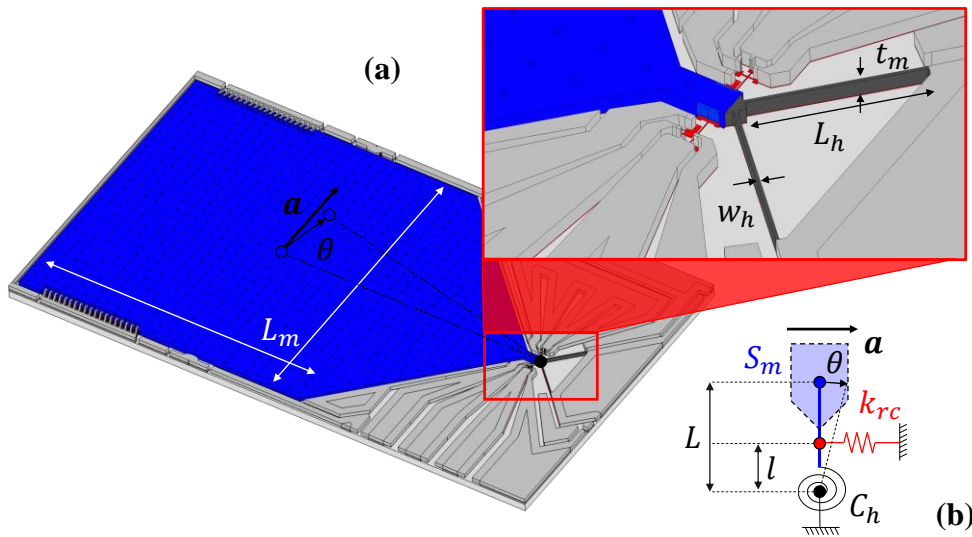 (a)
t_m
L_h
w_h
a
θ
L_m
a
S_m
θ
k_rc
L
l
C_h
(b)